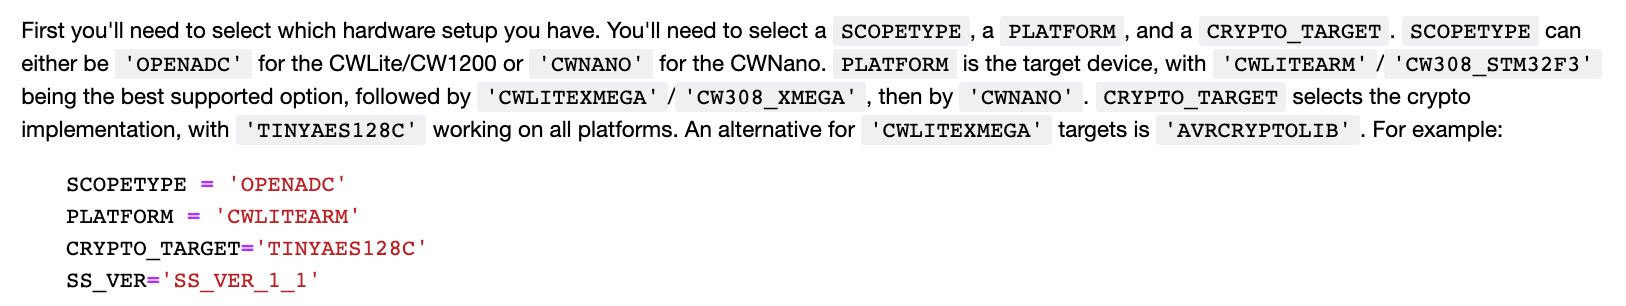 First you'll need to select which hardware setup you have. You'll need to select a SCOPETYPE , a PLATFORM , and a CRYPTO_TARGET . SCOPETYPE can
either be 'OPENADC' for the CWLite/CW1200 or 'CWNANO' for the CWNano. PLATFORM is the target device, with 'CWLITEARM' / 'CW308_STM32F3'
being the best supported option, followed by 'CWLITEXMEGA' / 'CW308_XMEGA' , then by 'CWNANO' . CRYPTO_TARGET selects the crypto
implementation, with 'TINYAES128C' working on all platforms. An alternative for 'CWLITEXMEGA' targets is 'AVRCRYPTOLIB' . For example:
SCOPETYPE = 'OPENADC'
PLATFORM = 'CWLITEARM'
CRYPTO_TARGET='TINYAES128C'
SS_VER='SS_VER_1_1'